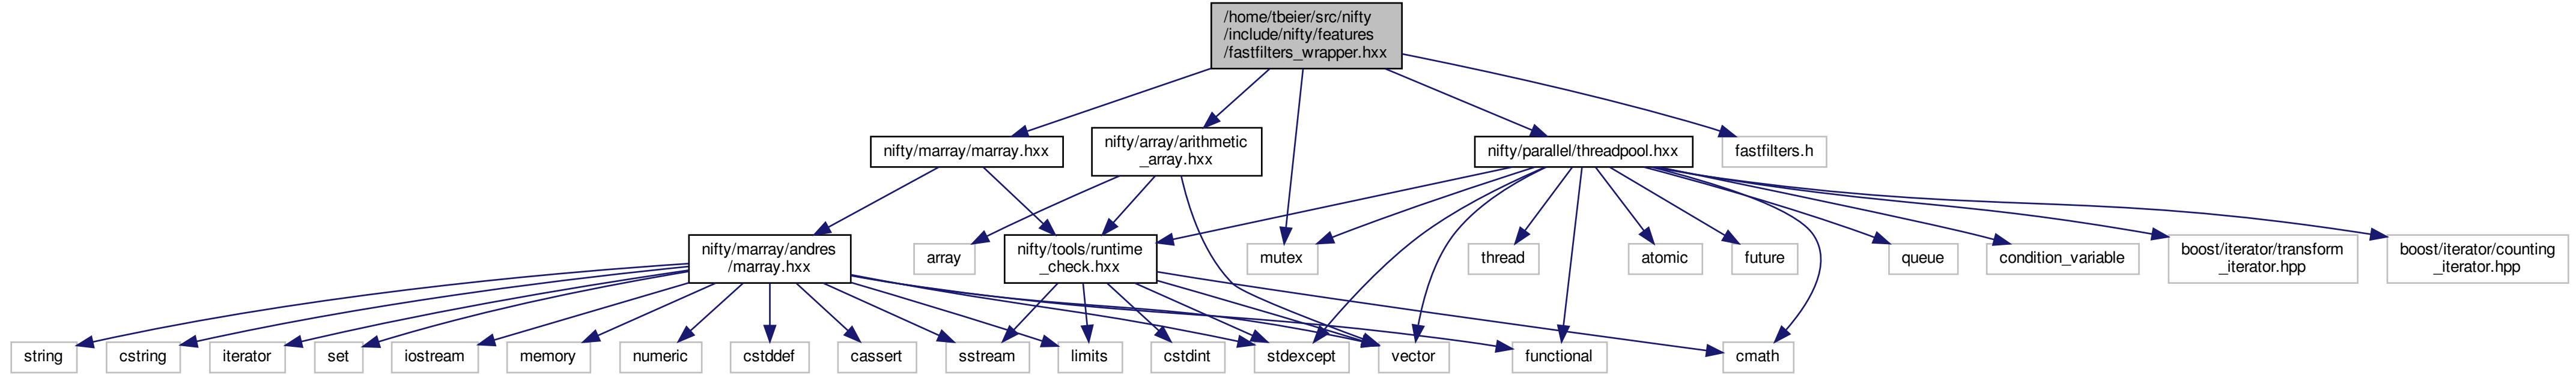 /home/tbeier/src/nifty
/include/nifty/features
/fastfilters_wrapper.hxx
nifty/marray/marray.hxx
nifty/array/arithmetic
_array.hxx
nifty/parallel/threadpool.hxx
fastfilters.h
nifty/marray/andres
/marray.hxx
array
nifty/tools/runtime
_check.hxx
mutex
thread
atomic
future
queue
condition_variable
boost/iterator/transform
_iterator.hpp
boost/iterator/counting
_iterator.hpp
string
cstring
iterator
set
iostream
memory
numeric
cstddef
cassert
sstream
limits
cstdint
stdexcept
vector
functional
cmath